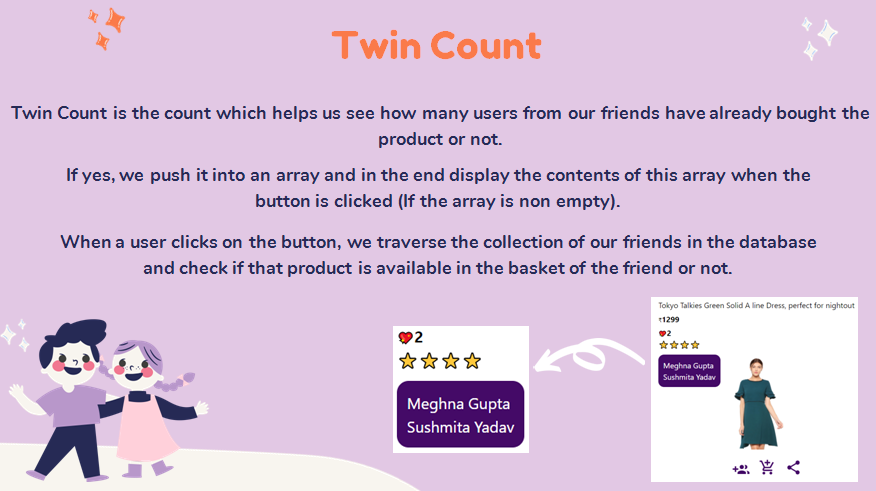 Twin Count
Twin Count is the count which helps us see how many users from our friends have already bought the
product or not.
If yes, we push it into an array and in the end display the contents of this array when the
button is clicked (If the array is non empty).
When a user clicks on the button, we traverse the collection of our friends in the database
and check if that product is available in the basket of the friend or not.
2
Meghna Gupta
Sushmita Yadav
Tokyo Talkies Green Solid A line Dress, perfect for nightout
₹1299
2
Meghna Gupta
Sushmita Yadav